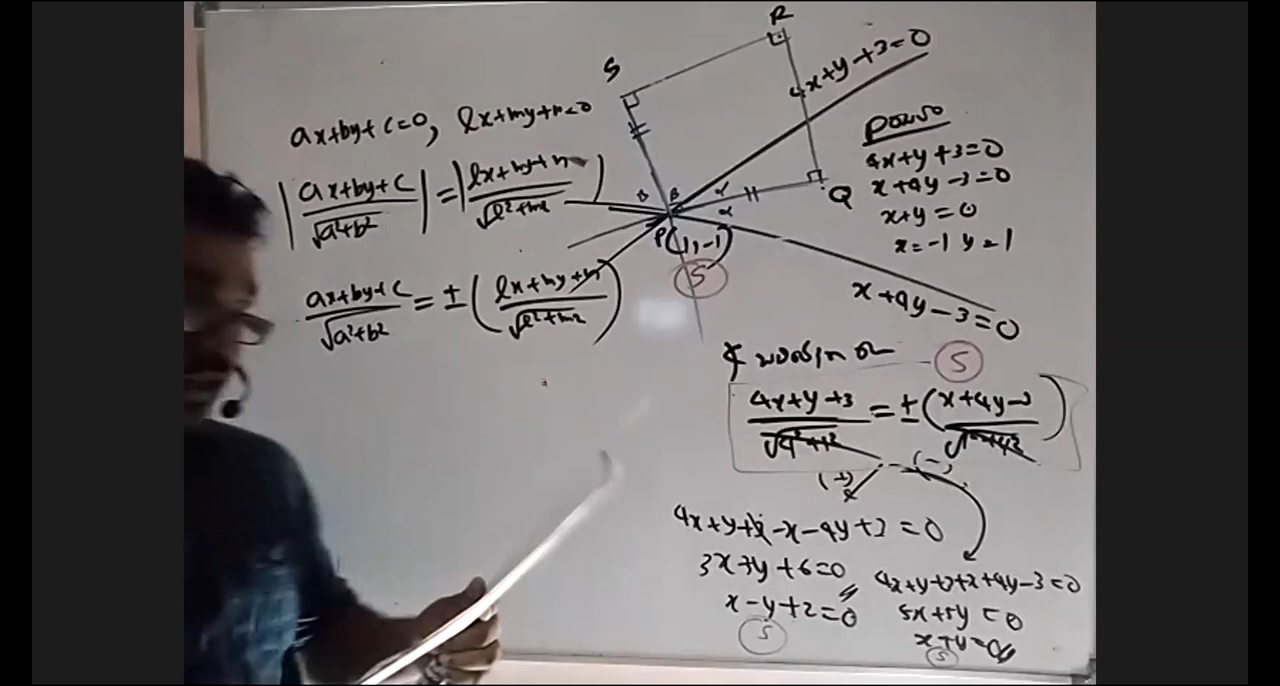 ax+by+c=0, lx+my+n=0
|ax+by+c / √a²+b²| = |lx+my+n / √l²+m²|
ax+by+c / √a²+b² = ± (lx+my+n / √l²+m²)
R
S
4x+y+3=0
Q
α
α
P(1,-1)
5
x+4y-3=0
4x+y+3=0
x+4y-3=0
x+y=0
x=-1 y=1
5
4x+y+3 / √4²+1² = ± (x+4y-3 / √1²+4²)
(+)
(-)
4x+y+3-x-4y+3=0
3x-3y+6=0
x-y+2=0
5
4x+y+3+x+4y-3=0
5x+5y=0
x+y=0
5